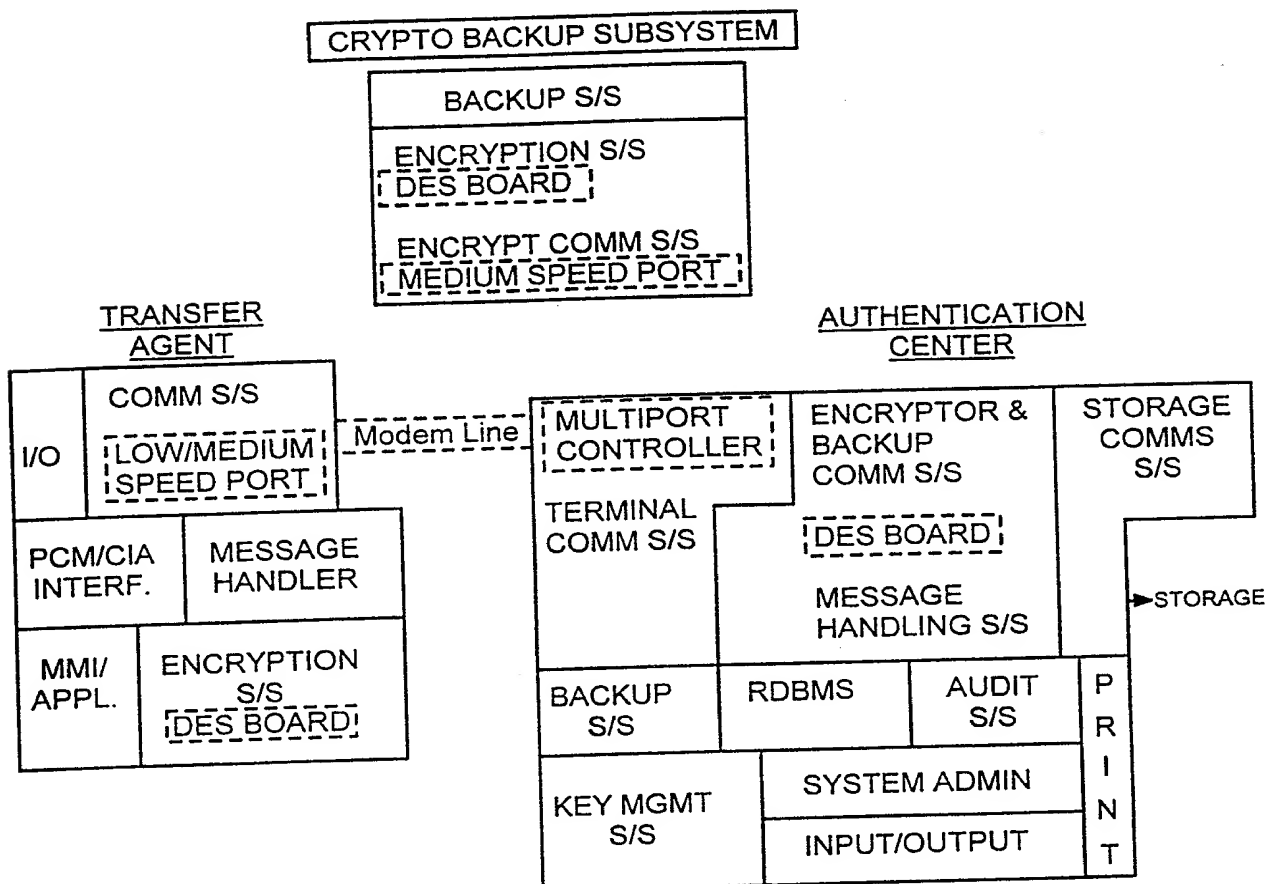 CRYPTO BACKUP SUBSYSTEM
BACKUP S/S
ENCRYPTION S/S
DES BOARD
ENCRYPT COMM S/S
MEDIUM SPEED PORT
TRANSFER
AGENT
I/O
COMM S/S
LOW/MEDIUM
SPEED PORT
PCM/CIA
INTERF.
MESSAGE
HANDLER
MMI/
APPL.
ENCRYPTION
S/S
DES BOARD
Modem Line
AUTHENTICATION
CENTER
MULTIPORT
CONTROLLER
TERMINAL
COMM S/S
ENCRYPTOR &
BACKUP
COMM S/S
DES BOARD
MESSAGE
HANDLING S/S
STORAGE
COMMS
S/S
STORAGE
BACKUP
S/S
RDBMS
AUDIT
S/S
PRINT
KEY MGMT
S/S
SYSTEM ADMIN
INPUT/OUTPUT